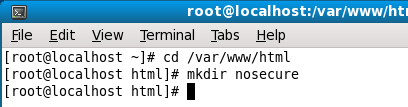 root@localhost:/var/www/ht
File Edit View Terminal Tabs Help
[root@localhost ~]# cd /var/www/html
[root@localhost html]# mkdir nosecure
[root@localhost html]#